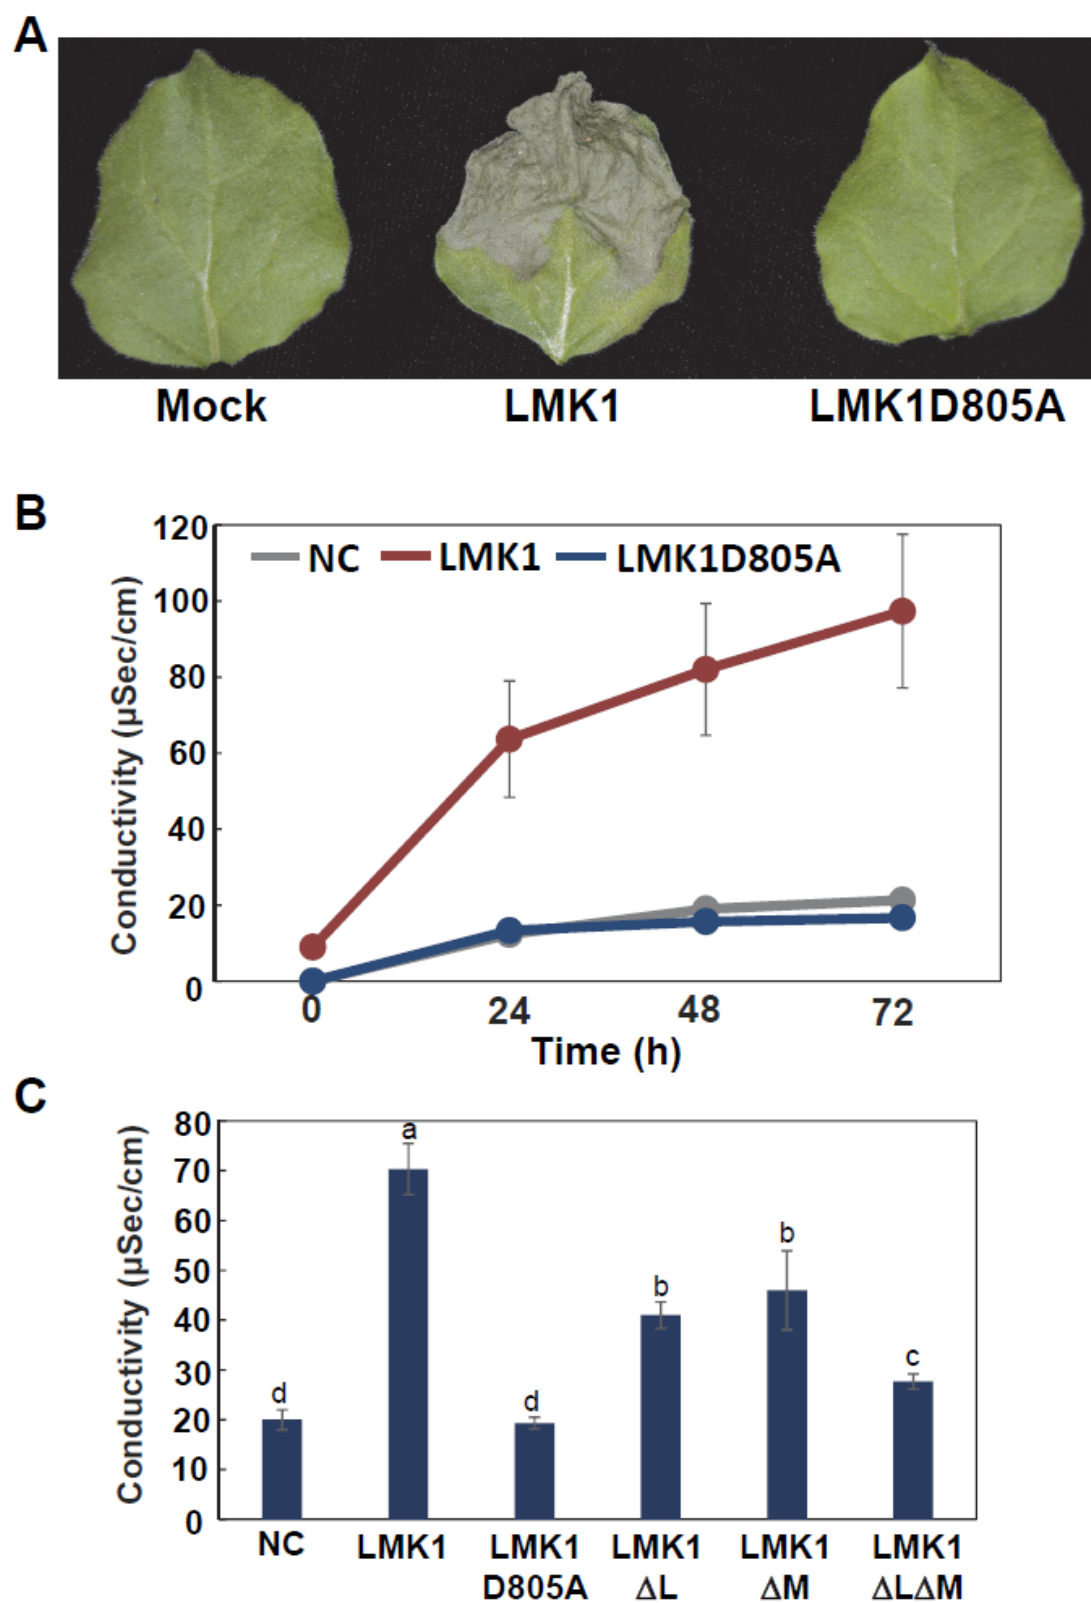 A
Mock LMK1 LMK1D805A
B
120
NC LMK1 LMK1D805A
100
80
60
40
20
0
Conductivity (µSec/cm)
0 24 48 72
Time (h)
C
80
70
60
50
40
30
20
10
0
Conductivity (µSec/cm)
d a d b b c
NC LMK1 LMK1 LMK1 LMK1 LMK1
D805A ΔL ΔM ΔLΔM